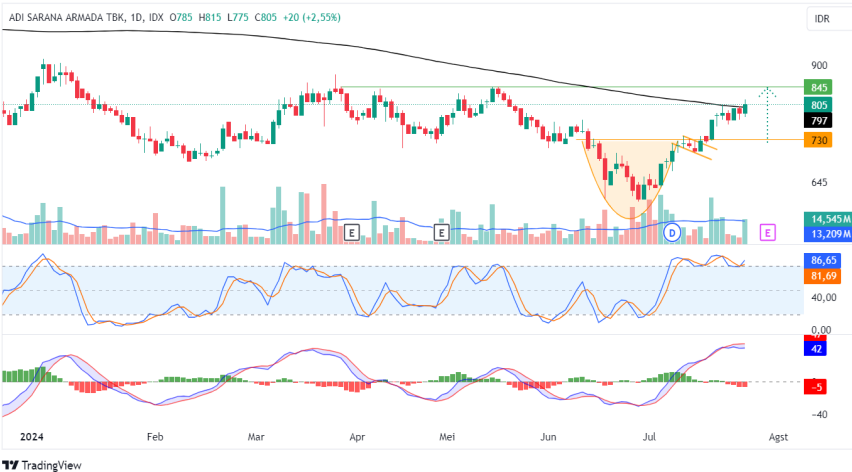 ADI SARANA ARMADA TBK, 1D, IDX O785 H815 L775 C805 +20 (+2,55%)
IDR
900
845
805
797
730
645
E
E
D
E
14,545M
13,209M
86,65
81,69
40,00
0,00
42
-5
−40
2024
Feb
Mar
Apr
Mei
Jun
Jul
Agst
TradingView